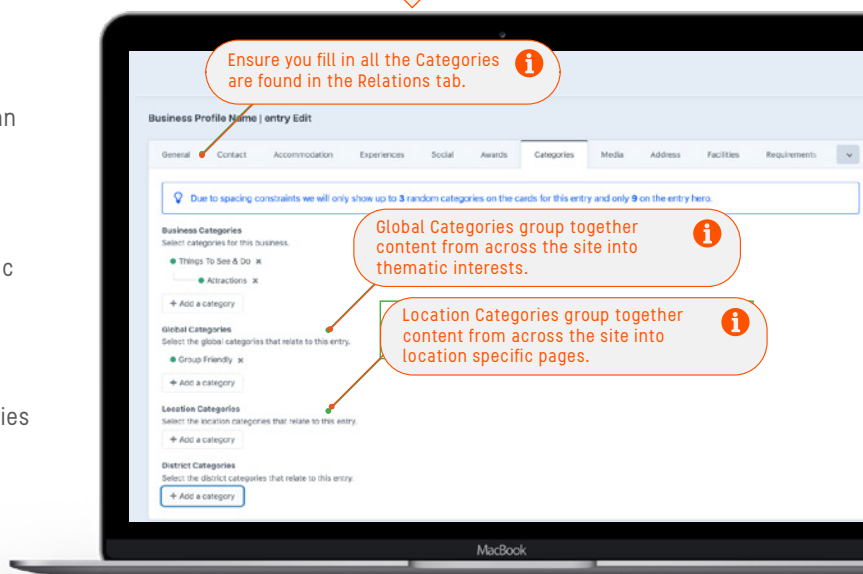 an
c
ies
Ensure you fill in all the Categories
are found in the Relations tab.
Business Profile Name | entry Edit
General Contact Accommodation Experiences Social Awards Categories Media Address Facilities Requirements
Due to spacing constraints we will only show up to 3 random categories on the cards for this entry and only 9 on the entry hero.
Business Categories
Select categories for this business.
Things To See & Do ×
Attractions ×
+ Add a category
Global Categories group together
content from across the site into
thematic interests.
Global Categories
Select the global categories that relate to this entry.
Group Friendly ×
+ Add a category
Location Categories group together
content from across the site into
location specific pages.
Location Categories
Select the location categories that relate to this entry.
+ Add a category
District Categories
Select the district categories that relate to this entry.
+ Add a category
MacBook